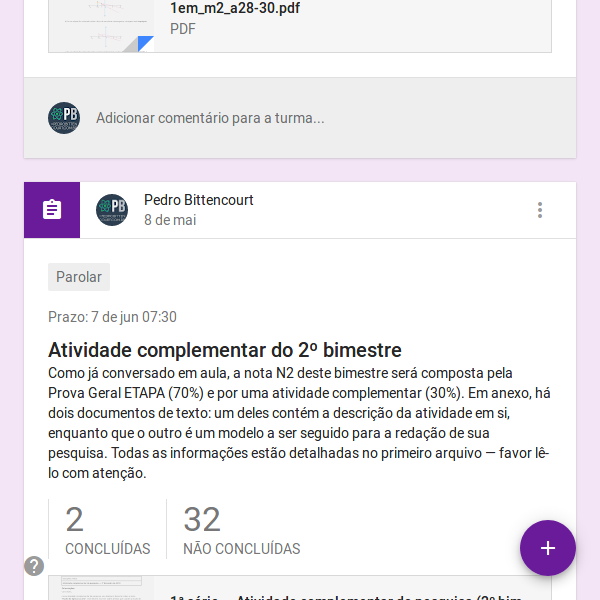 1em_m2_a28-30.pdf
PDF
PB
Adicionar comentário para a turma...
PB
Pedro Bittencourt
8 de mai
Parolar
Prazo: 7 de jun 07:30
Atividade complementar do 2º bimestre
Como já conversado em aula, a nota N2 deste bimestre será composta pela
Prova Geral ETAPA (70%) e por uma atividade complementar (30%). Em anexo, há
dois documentos de texto: um deles contém a descrição da atividade em si,
enquanto que o outro é um modelo a ser seguido para a redação de sua
pesquisa. Todas as informações estão detalhadas no primeiro arquivo — favor lê-
lo com atenção.
2
32
CONCLUÍDAS
NÃO CONCLUÍDAS
?
+